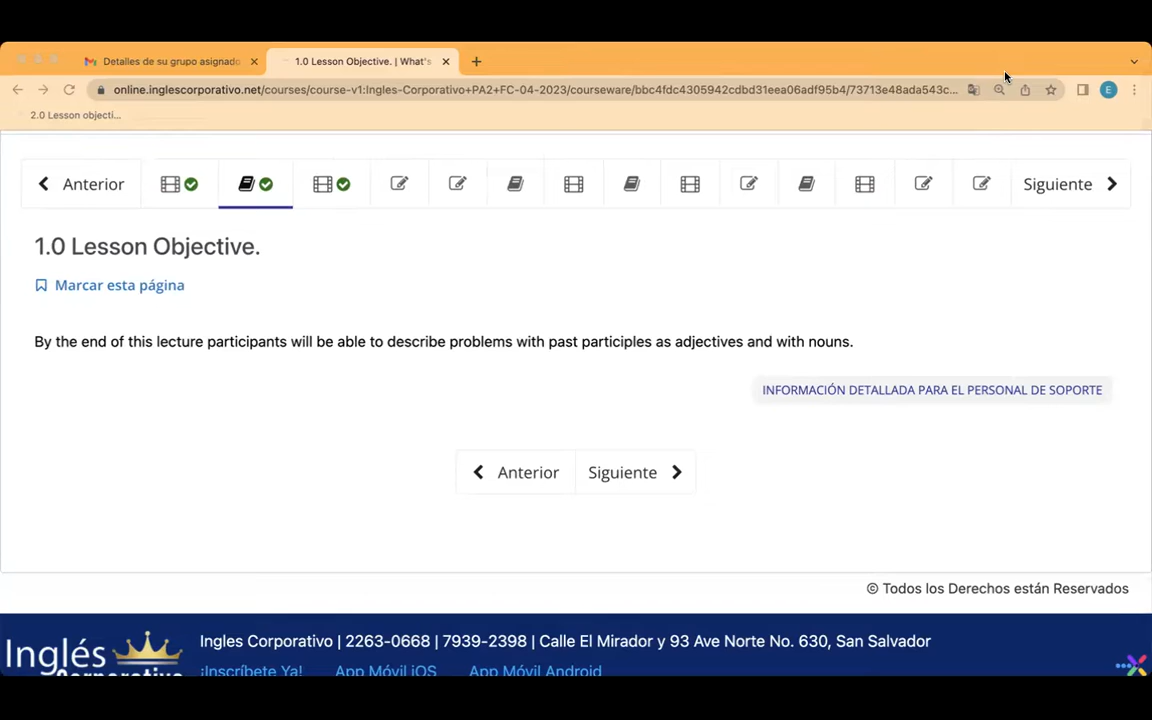 Detalles de su grupo asignado
1.0 Lesson Objective. | What's
online.inglescorporativo.net/courses/course-v1:Ingles-Corporativo+PA2+FC-04-2023/courseware/bbc4fdc4305942cdbd31eea06adf95b4/73713e48ada543c...
E
2.0 Lesson objecti...
Anterior
Siguiente
1.0 Lesson Objective.
Marcar esta página
By the end of this lecture participants will be able to describe problems with past participles as adjectives and with nouns.
INFORMACIÓN DETALLADA PARA EL PERSONAL DE SOPORTE
Anterior
Siguiente
© Todos los Derechos están Reservados
Inglés Corporativo
Ingles Corporativo | 2263-0668 | 7939-2398 | Calle El Mirador y 93 Ave Norte No. 630, San Salvador
¡Inscríbete Ya!
App Móvil iOS
App Móvil Android